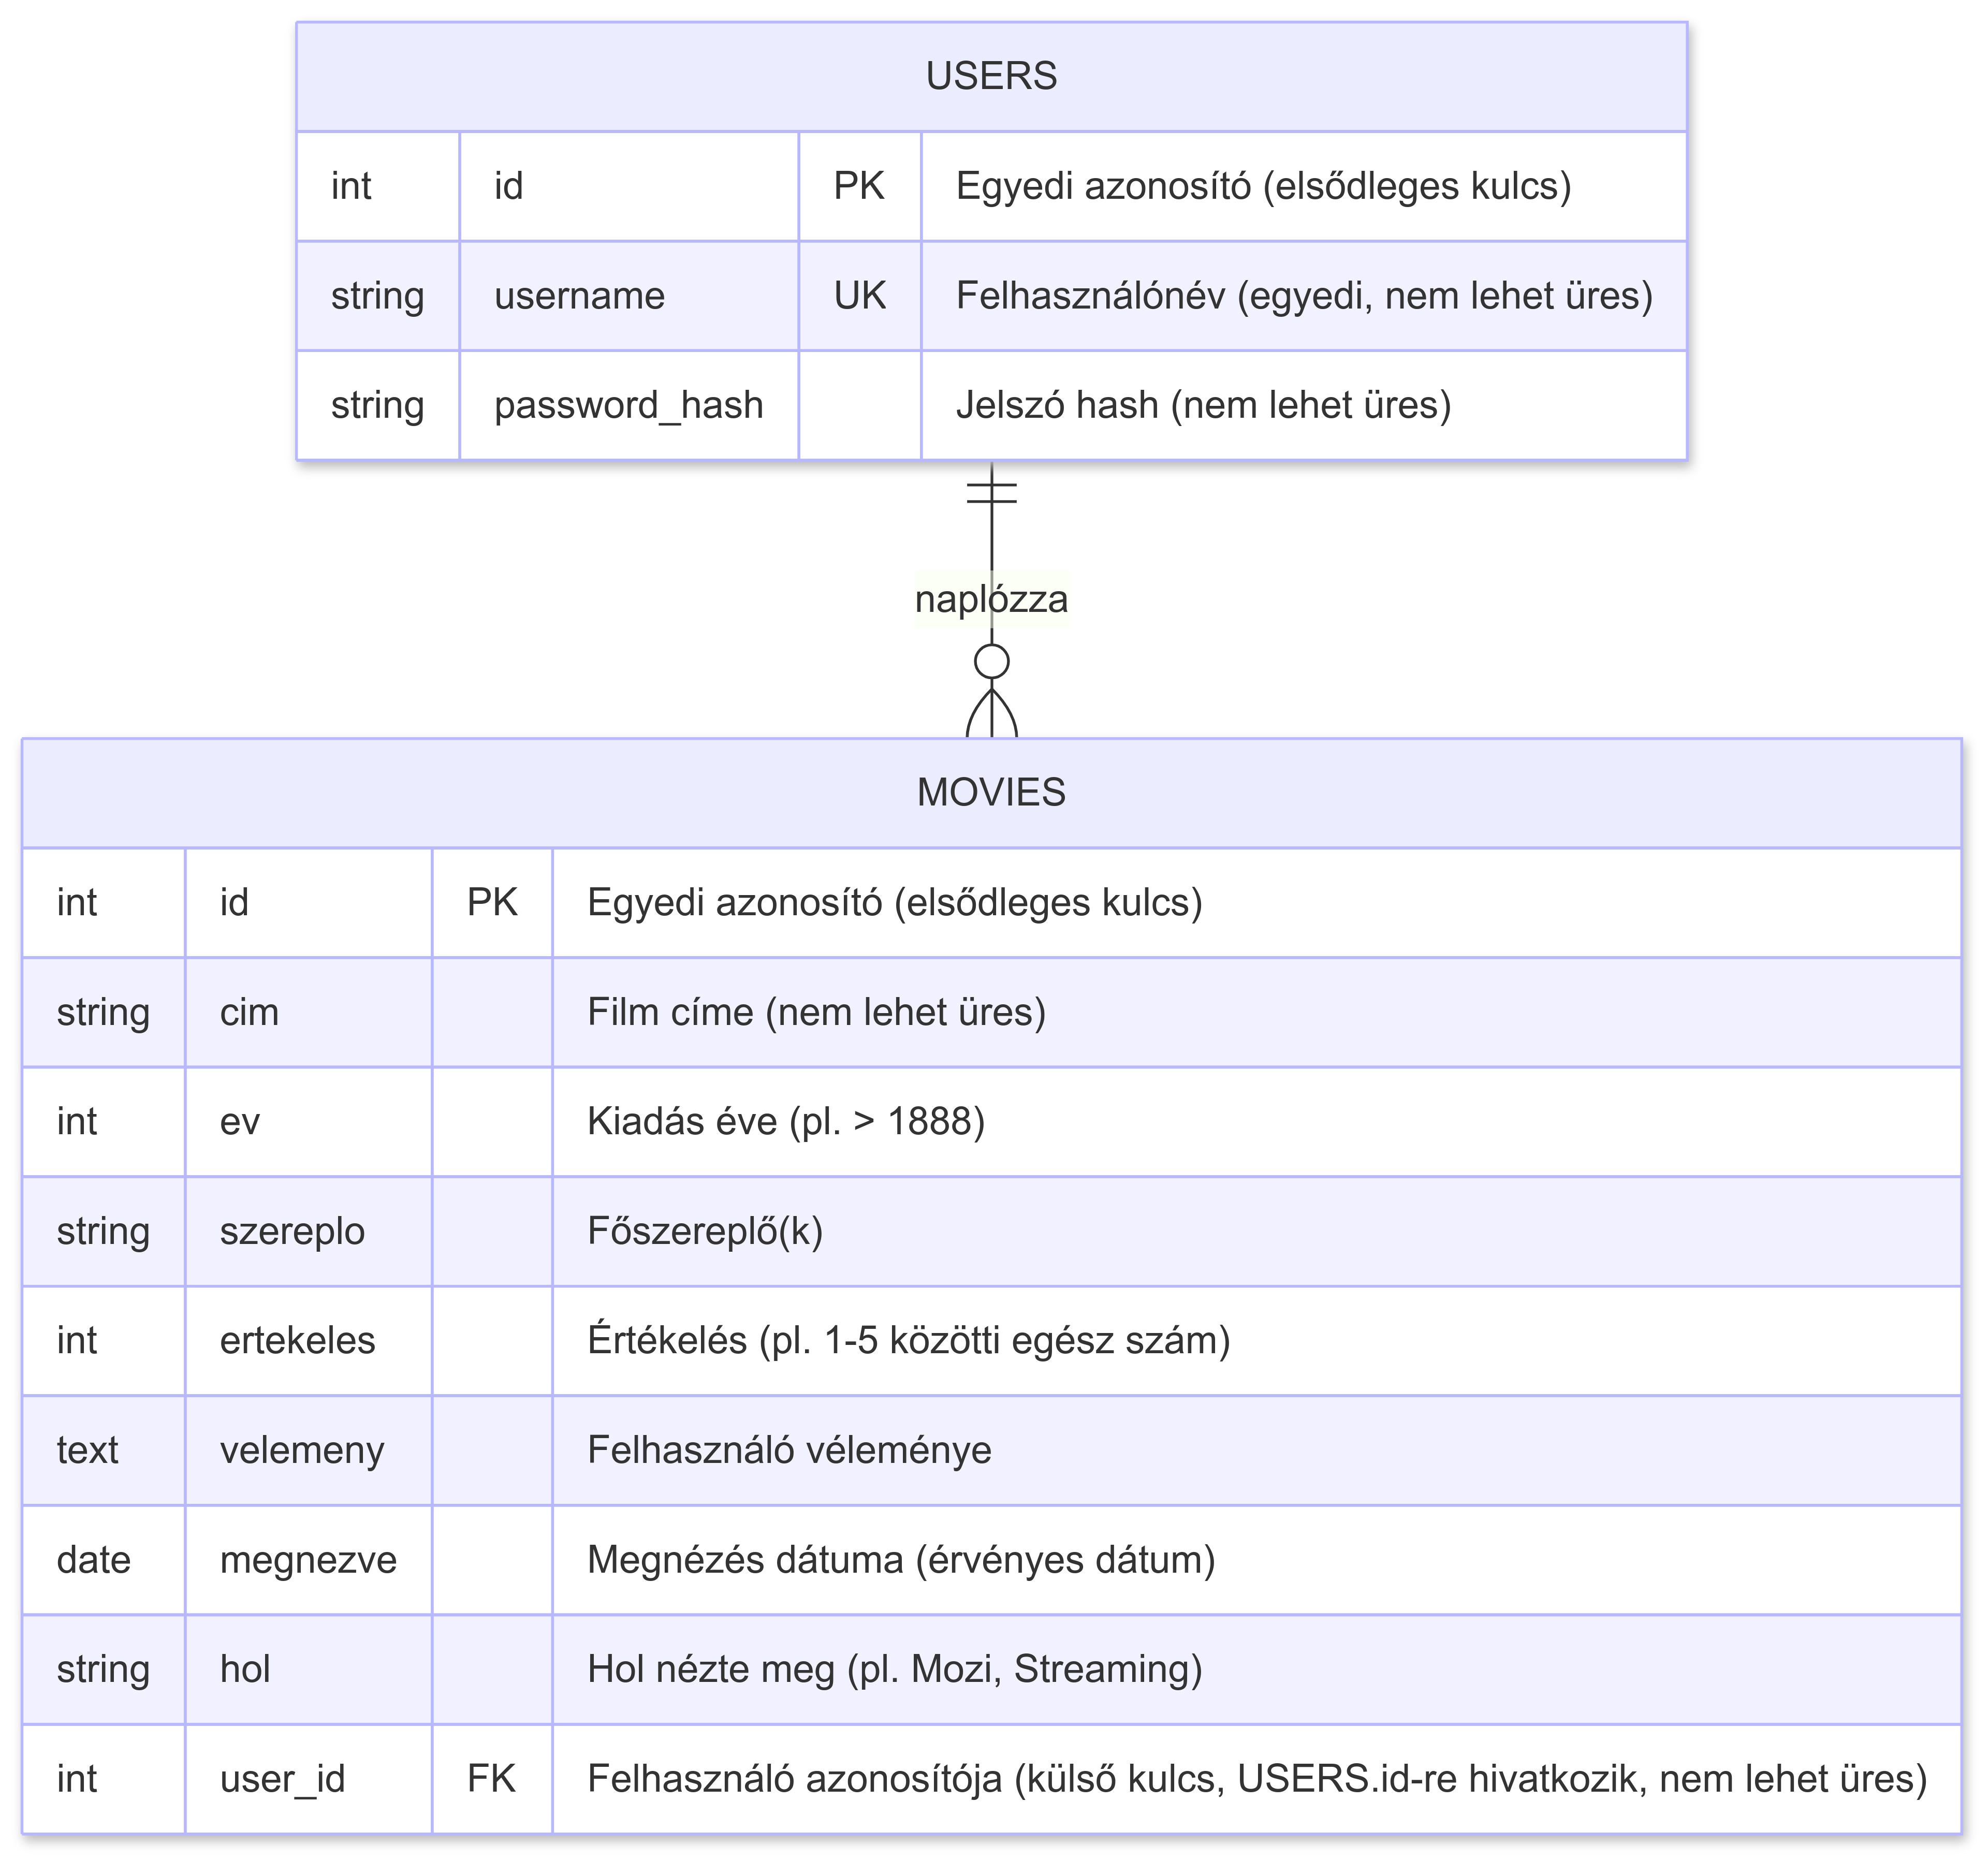 USERS
int id PK Egyedi azonosító (elsődleges kulcs)
string username UK Felhasználónév (egyedi, nem lehet üres)
string password_hash Jelszó hash (nem lehet üres)
naplózza
MOVIES
int id PK Egyedi azonosító (elsődleges kulcs)
string cim Film címe (nem lehet üres)
int ev Kiadás éve (pl. > 1888)
string szereplo Főszereplő(k)
int ertekeles Értékelés (pl. 1-5 közötti egész szám)
text velemeny Felhasználó véleménye
date megnezve Megnézés dátuma (érvényes dátum)
string hol Hol nézte meg (pl. Mozi, Streaming)
int user_id FK Felhasználó azonosítója (külső kulcs, USERS.id-re hivatkozik, nem lehet üres)